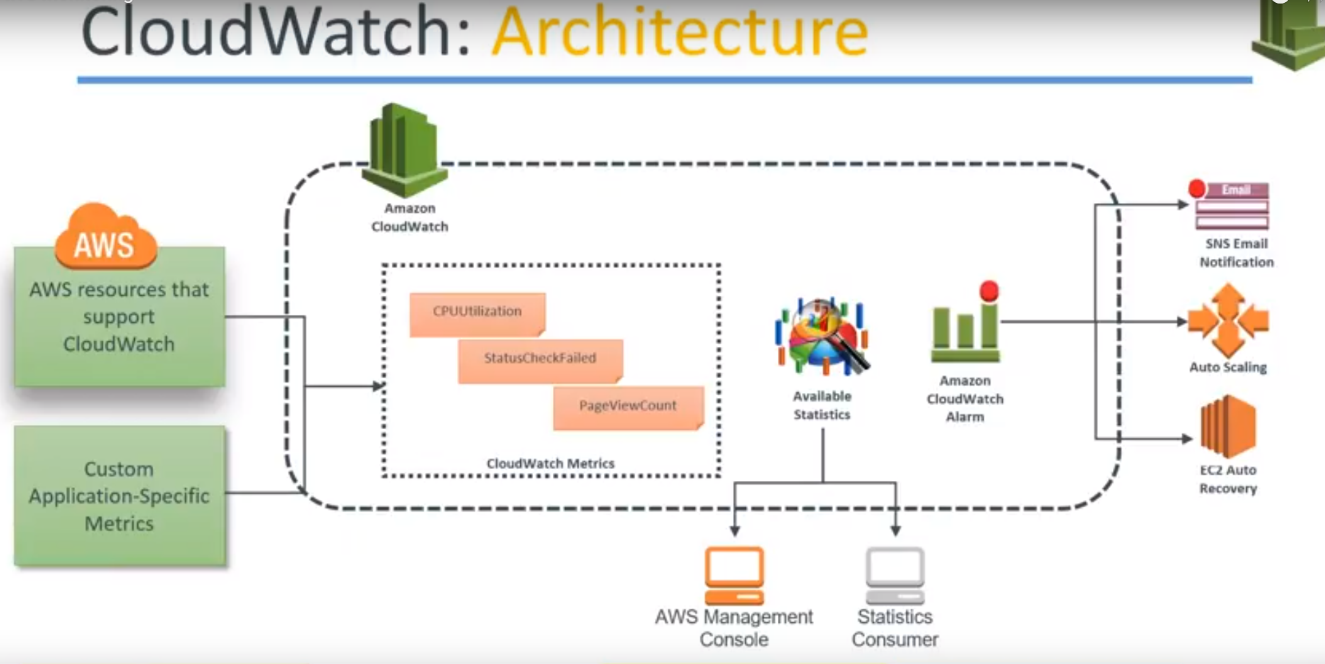 CloudWatch: Architecture
Amazon
CloudWatch
AWS
AWS resources that
support
CloudWatch
Custom
Application-Specific
Metrics
CPUUtilization
StatusCheckFailed
PageViewCount
CloudWatch Metrics
Available
Statistics
Amazon
CloudWatch
Alarm
Email
SNS Email
Notification
Auto Scaling
EC2 Auto
Recovery
AWS Management
Console
Statistics
Consumer